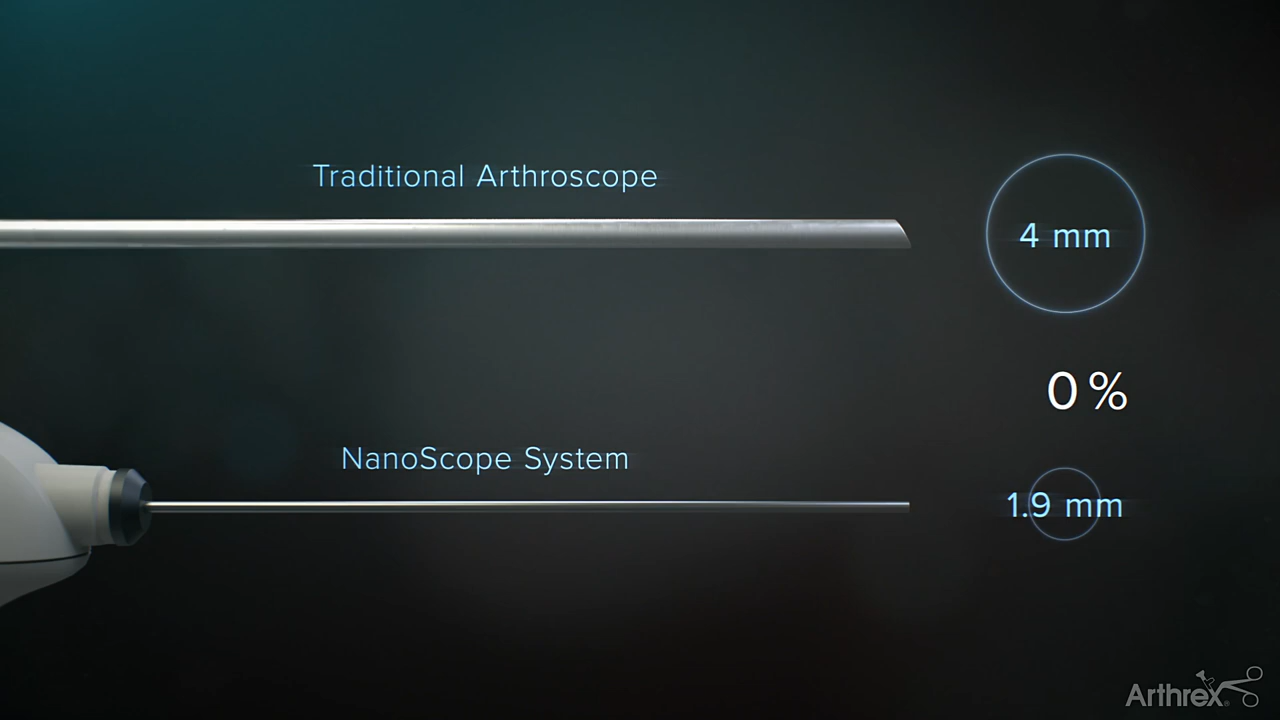 Traditional Arthroscope
4 mm
0 %
NanoScope System
1.9 mm
Arthrex®